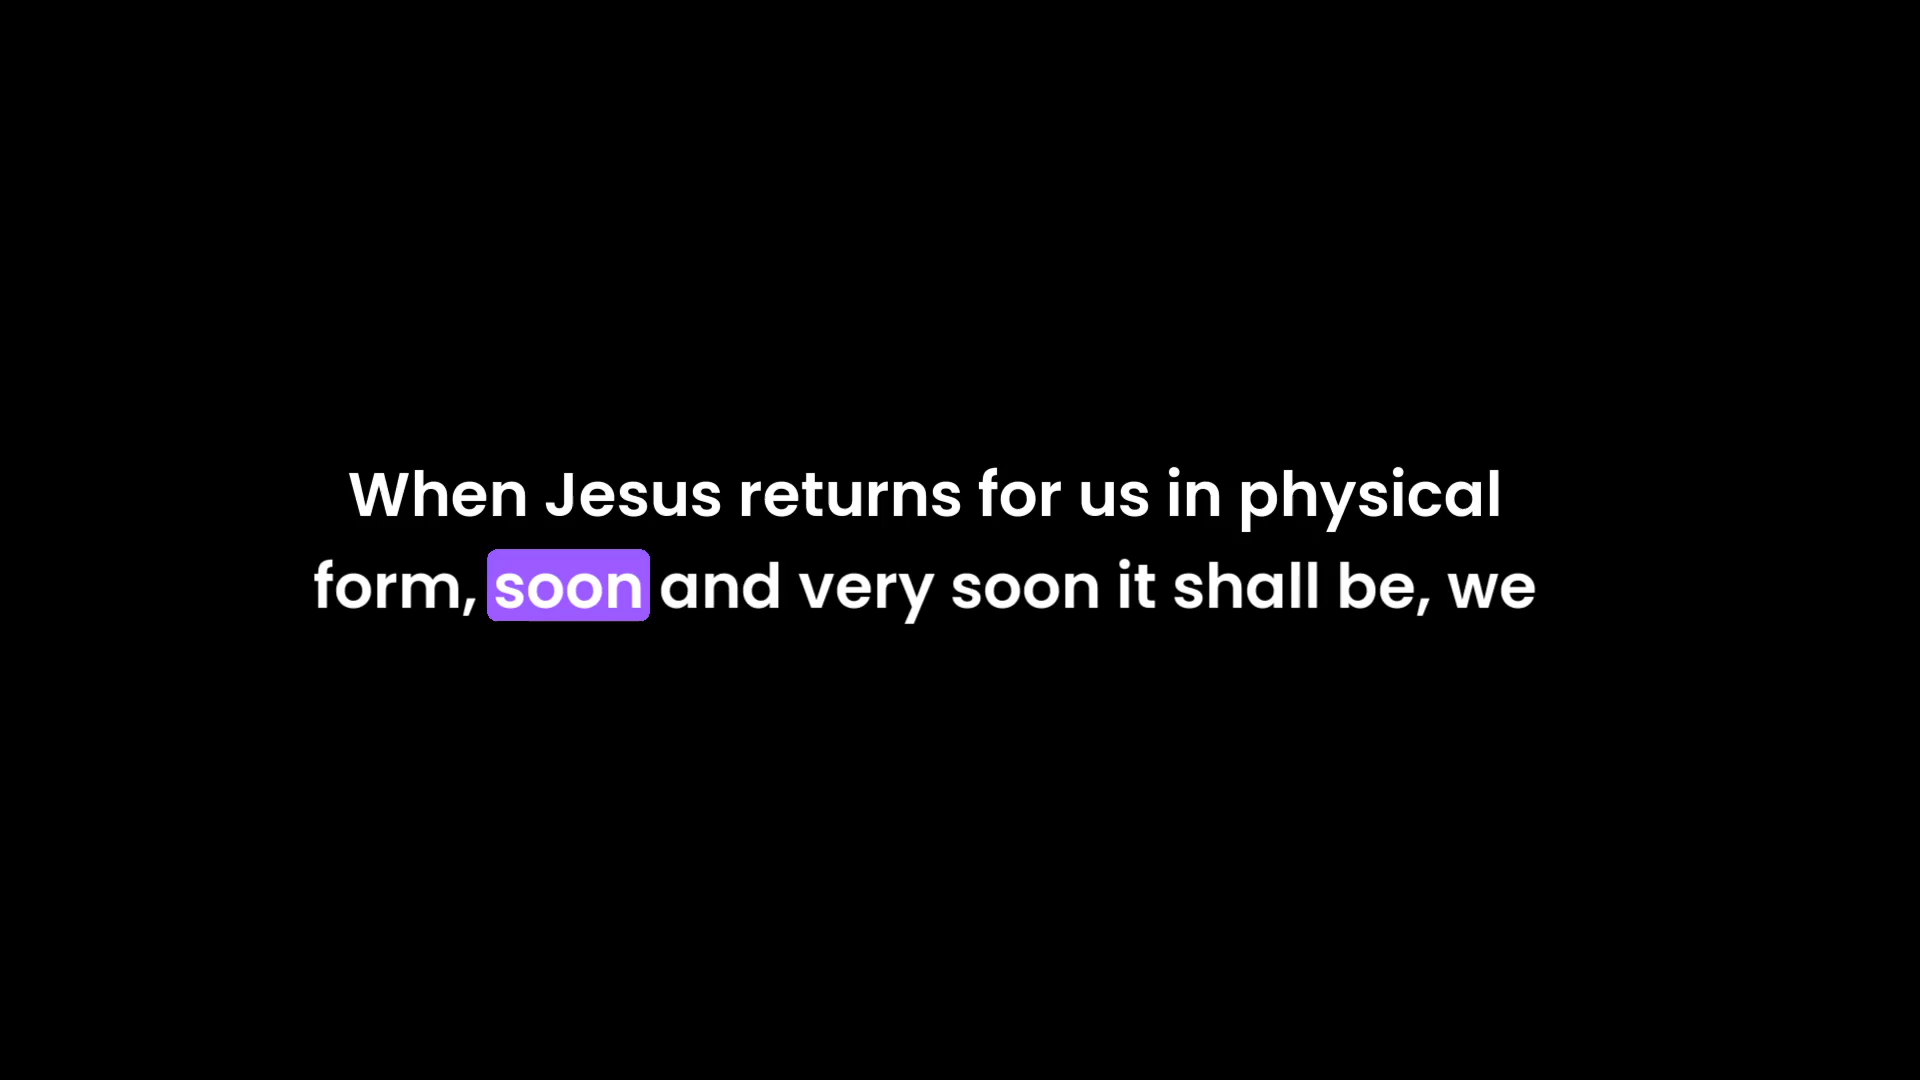 When Jesus returns for us in physical
form, soon and very soon it shall be, we